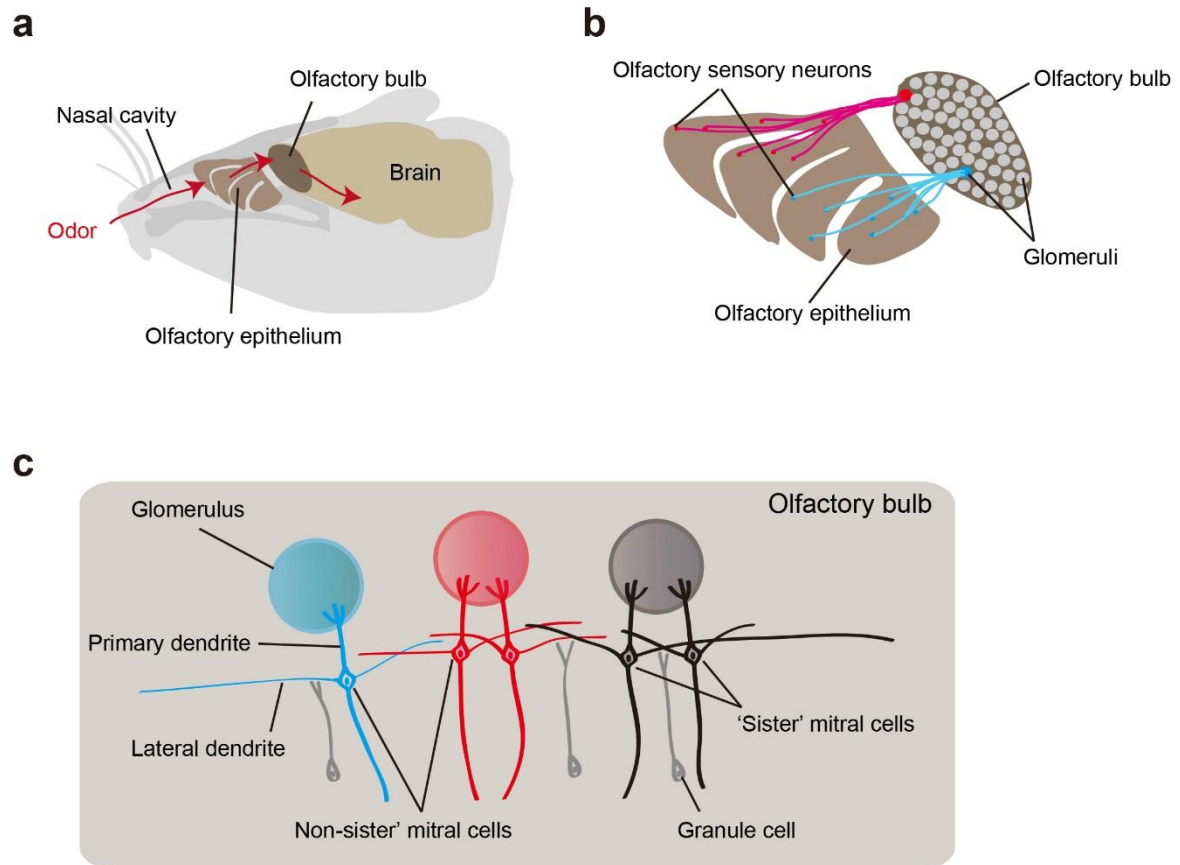 a
Olfactory bulb
Nasal cavity
Brain
Odor
Olfactory epithelium
b
Olfactory sensory neurons
Olfactory bulb
Glomeruli
Olfactory epithelium
c
Olfactory bulb
Glomerulus
Primary dendrite
Lateral dendrite
‘Sister’ mitral cells
Non-sister’ mitral cells
Granule cell